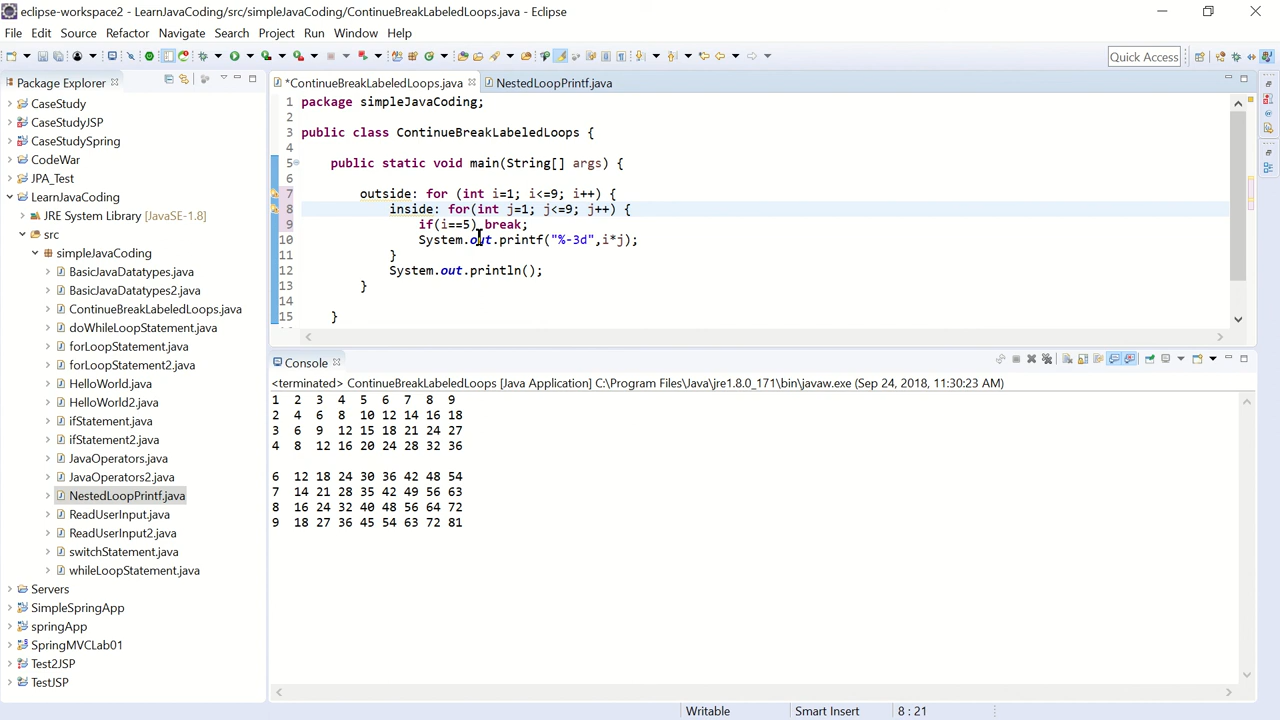 eclipse-workspace2 - LearnJavaCoding/src/simpleJavaCoding/ContinueBreakLabeledLoops.java - Eclipse
File Edit Source Refactor Navigate Search Project Run Window Help
Quick Access
Package Explorer
CaseStudy
CaseStudyJSP
CaseStudySpring
CodeWar
JPA_Test
LearnJavaCoding
JRE System Library [JavaSE-1.8]
src
simpleJavaCoding
BasicJavaDatatypes.java
BasicJavaDatatypes2.java
ContinueBreakLabeledLoops.java
doWhileLoopStatement.java
forLoopStatement.java
forLoopStatement2.java
HelloWorld.java
HelloWorld2.java
ifStatement.java
ifStatement2.java
JavaOperators.java
JavaOperators2.java
NestedLoopPrintf.java
ReadUserInput.java
ReadUserInput2.java
switchStatement.java
whileLoopStatement.java
Servers
SimpleSpringApp
springApp
SpringMVCLab01
Test2JSP
TestJSP
*ContinueBreakLabeledLoops.java NestedLoopPrintf.java
1 package simpleJavaCoding;
2
3 public class ContinueBreakLabeledLoops {
4
5 public static void main(String[] args) {
6
7 outside: for (int i=1; i<=9; i++) {
8 inside: for(int j=1; j<=9; j++) {
9 if(i==5) break;
10 System.out.printf("%-3d",i*j);
11 }
12 System.out.println();
13 }
14
15 }
Console
<terminated> ContinueBreakLabeledLoops [Java Application] C:\Program Files\Java\jre1.8.0_171\bin\javaw.exe (Sep 24, 2018, 11:30:23 AM)
1 2 3 4 5 6 7 8 9
2 4 6 8 10 12 14 16 18
3 6 9 12 15 18 21 24 27
4 8 12 16 20 24 28 32 36
6 12 18 24 30 36 42 48 54
7 14 21 28 35 42 49 56 63
8 16 24 32 40 48 56 64 72
9 18 27 36 45 54 63 72 81
Writable Smart Insert 8 : 21